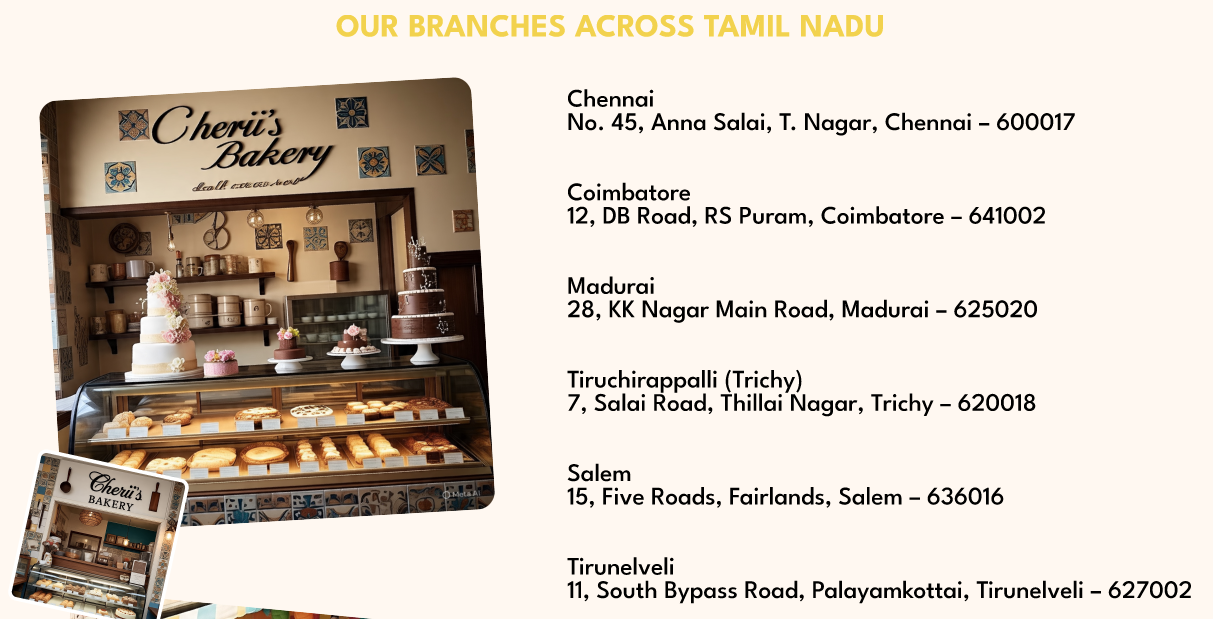 OUR BRANCHES ACROSS TAMIL NADU
Cherii's
Bakery
Chennai
No. 45, Anna Salai, T. Nagar, Chennai – 600017
Coimbatore
12, DB Road, RS Puram, Coimbatore – 641002
Madurai
28, KK Nagar Main Road, Madurai – 625020
Tiruchirappalli (Trichy)
7, Salai Road, Thillai Nagar, Trichy – 620018
Salem
15, Five Roads, Fairlands, Salem – 636016
Tirunelveli
11, South Bypass Road, Palayamkottai, Tirunelveli – 627002
Meta AI
Cherii's
BAKERY